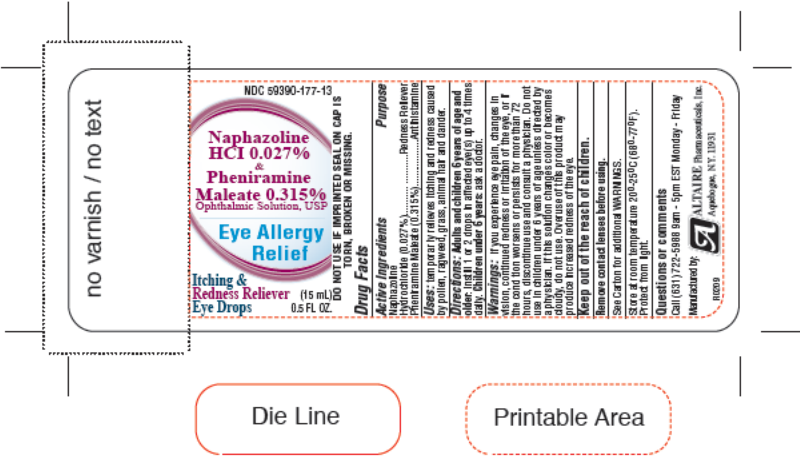 no varnish / no text
NDC 59390-177-13
Naphazoline
HCI 0.027%
&
Pheniramine
Maleate 0.315%
Ophthalmic Solution, USP
Eye Allergy
Relief
Itching &
Redness Reliever
Eye Drops
(15 mL)
0.5 FL OZ.
DO NOT USE IF IMPRINTED SEAL ON CAP IS
TORN, BROKEN OR MISSING.
Drug Facts
Active Ingredients Purpose
Naphazoline
Hydrochloride (0.027%)..........Redness Reliever
Pheniramine Maleate (0.315%)..........Antihistamine
Uses: temporarily relieves itching and redness caused
by pollen, ragweed, grass, animal hair and dander.
Directions: Adults and children 6 years of age and
older: Instill 1 or 2 drops in affected eye(s) up to 4 times
daily. Children under 6 years: ask a doctor.
Warnings: If you experience eye pain, changes in
vision, continued redness or irritation of the eye, or if
the condition worsens or persists for more than 72
hours, discontinue use and consult a physician. Do not
use in children under 6 years of age unless directed by
a physician. If this solution changes color or becomes
cloudy, do not use. Overuse of this product may
produce increased redness of the eye.
Keep out of the reach of children.
Remove contact lenses before using.
See Carton for additional WARNINGS.
Store at room temperature 20º-25ºC (68º-77ºF).
Protect from light.
Questions or comments
Call (631) 722-5988 9am - 5pm EST Monday - Friday
Manufactured by:
A
ALTAIRE Pharmaceuticals, Inc.
Aquebogue, N.Y. 11931
R0209
Die Line
Printable Area